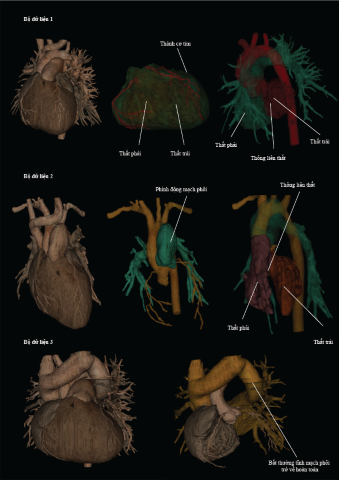 Bộ dữ liệu 1
Thành cơ tim
Thất phải
Thất trái
Thất phải
Thông liên thất
Thất trái
Bộ dữ liệu 2
Phình động mạch phổi
Thông liên thất
Thất phải
Thất trái
Bộ dữ liệu 3
Bất thường tĩnh mạch phổi
trở về hoàn toàn